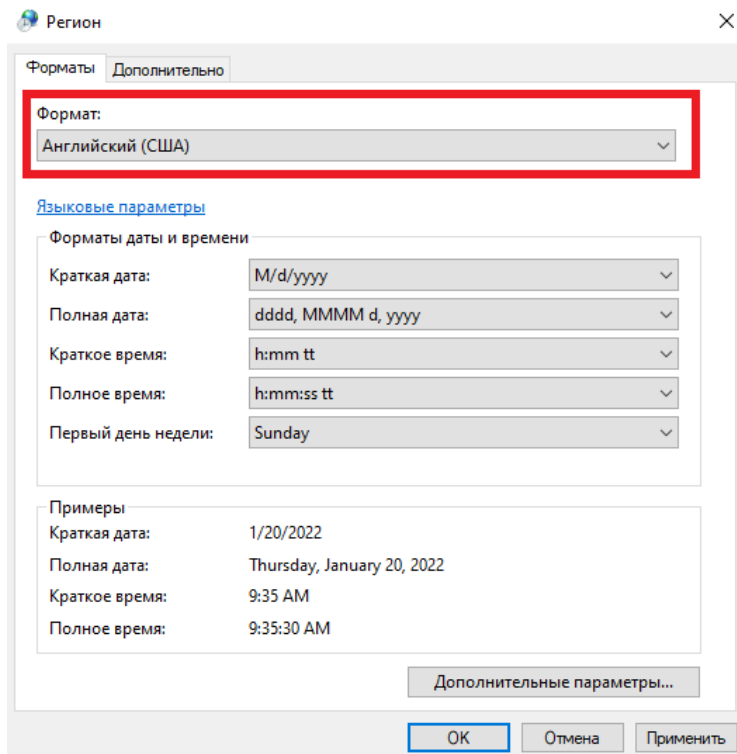 Регион
Форматы Дополнительно
Формат:
Английский (США)
Языковые параметры
Форматы даты и времени
Краткая дата: M/d/yyyy
Полная дата: dddd, MMMM d, yyyy
Краткое время: h:mm tt
Полное время: h:mm:ss tt
Первый день недели: Sunday
Примеры
Краткая дата: 1/20/2022
Полная дата: Thursday, January 20, 2022
Краткое время: 9:35 AM
Полное время: 9:35:30 AM
Дополнительные параметры...
OK Отмена Применить